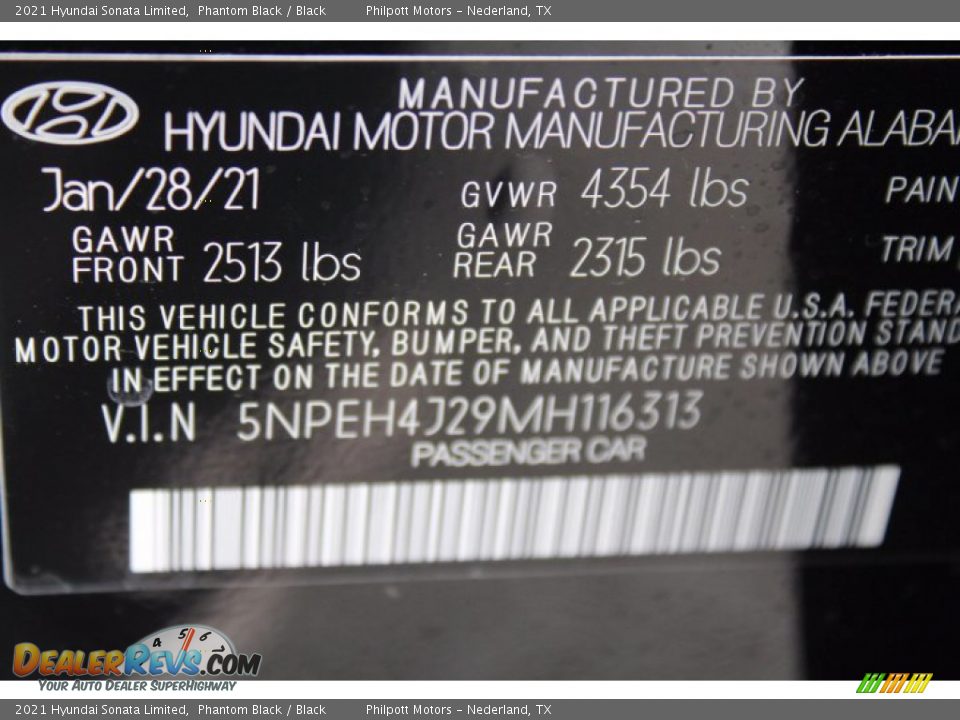 2021 Hyundai Sonata Limited, Phantom Black / Black Philpott Motors – Nederland, TX
MANUFACTURED BY
HYUNDAI MOTOR MANUFACTURING ALABA
Jan/28/21 GVWR 4354 lbs PAIN
GAWR FRONT 2513 lbs GAWR REAR 2315 lbs TRIM
THIS VEHICLE CONFORMS TO ALL APPLICABLE U.S.A. FEDERA
MOTOR VEHICLE SAFETY, BUMPER, AND THEFT PREVENTION STAND
IN EFFECT ON THE DATE OF MANUFACTURE SHOWN ABOVE
V.I.N 5NPEH4J29MH116313
PASSENGER CAR
4 5 6 7
DEALERREVS.COM
YOUR AUTO DEALER SUPERHIGHWAY
2021 Hyundai Sonata Limited, Phantom Black / Black Philpott Motors – Nederland, TX